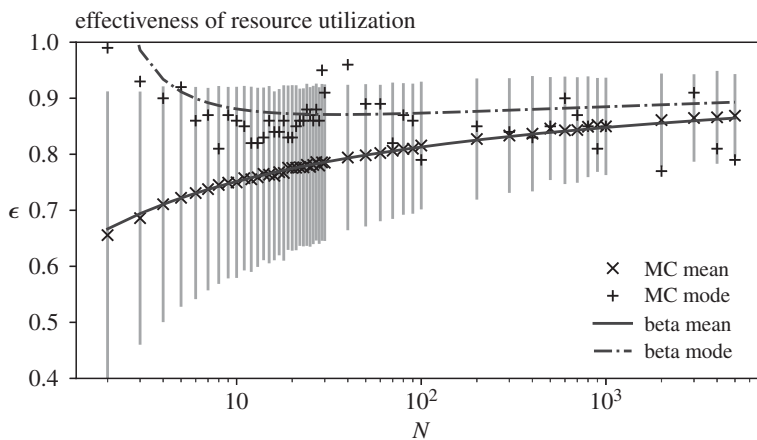 effectiveness of resource utilization
1.0
0.9
0.8
0.7
ϵ
0.6
0.5
0.4
MC mean
MC mode
beta mean
beta mode
10 10² 10³
N